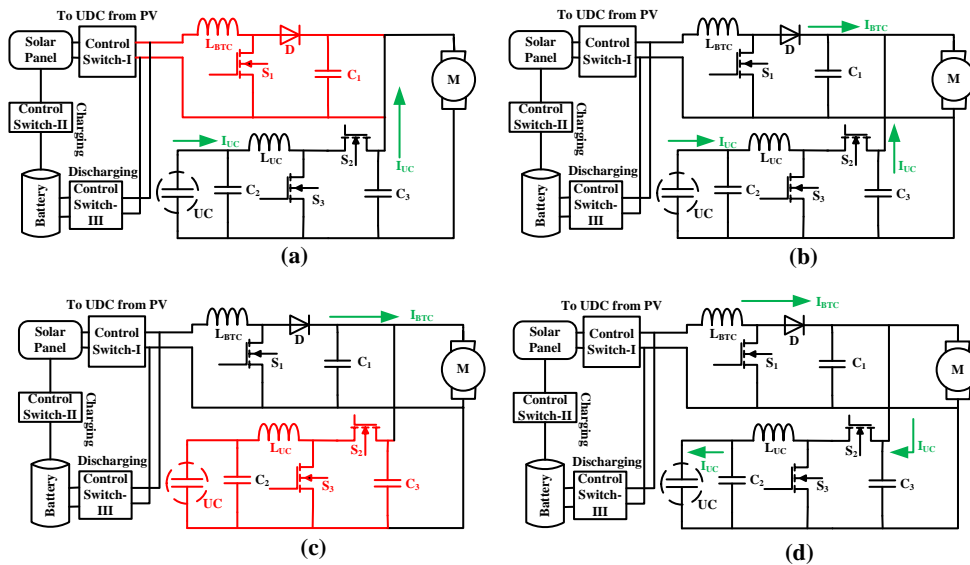 To UDC from PV
Solar Panel
Control Switch-I
L_BTC
D
S_1
C_1
M
Control Switch-II
Charging
Discharging
Battery
Control Switch-III
I_UC
L_UC
S_2
I_UC
UC
C_2
S_3
C_3
(a)
To UDC from PV
Solar Panel
Control Switch-I
L_BTC
D
I_BTC
S_1
C_1
M
Control Switch-II
Charging
Discharging
Battery
Control Switch-III
I_UC
L_UC
S_2
I_UC
UC
C_2
S_3
C_3
(b)
To UDC from PV
Solar Panel
Control Switch-I
L_BTC
D
I_BTC
S_1
C_1
M
Control Switch-II
Charging
Discharging
Battery
Control Switch-III
L_UC
S_2
UC
C_2
S_3
C_3
(c)
To UDC from PV
Solar Panel
Control Switch-I
L_BTC
D
I_BTC
S_1
C_1
M
Control Switch-II
Charging
Discharging
Battery
Control Switch-III
I_UC
L_UC
S_2
I_UC
UC
C_2
S_3
C_3
(d)